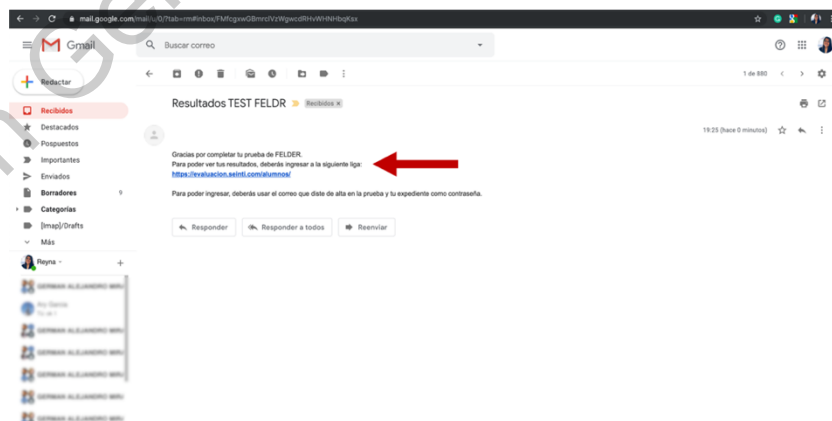 mail.google.com/mail/u/0/?tab=rm#inbox/FMfcgxwGBmrclVzWgwcdRHvWHNHbqKsx
Gmail
Buscar correo
Redactar
1 de 880
Resultados TEST FELDR
Recibidos x
Recibidos
Destacados
19:25 (hace 0 minutos)
Pospuestos
Importantes
Enviados
Borradores 9
Categorías
[Imap]/Drafts
Más
Gracias por completar tu prueba de FELDER.
Para poder ver tus resultados, deberás ingresar a la siguiente liga:
https://evaluacion.seinti.com/alumnos/
Para poder ingresar, deberás usar el correo que diste de alta en la prueba y tu expediente como contraseña.
Responder
Responder a todos
Reenviar
Reyna